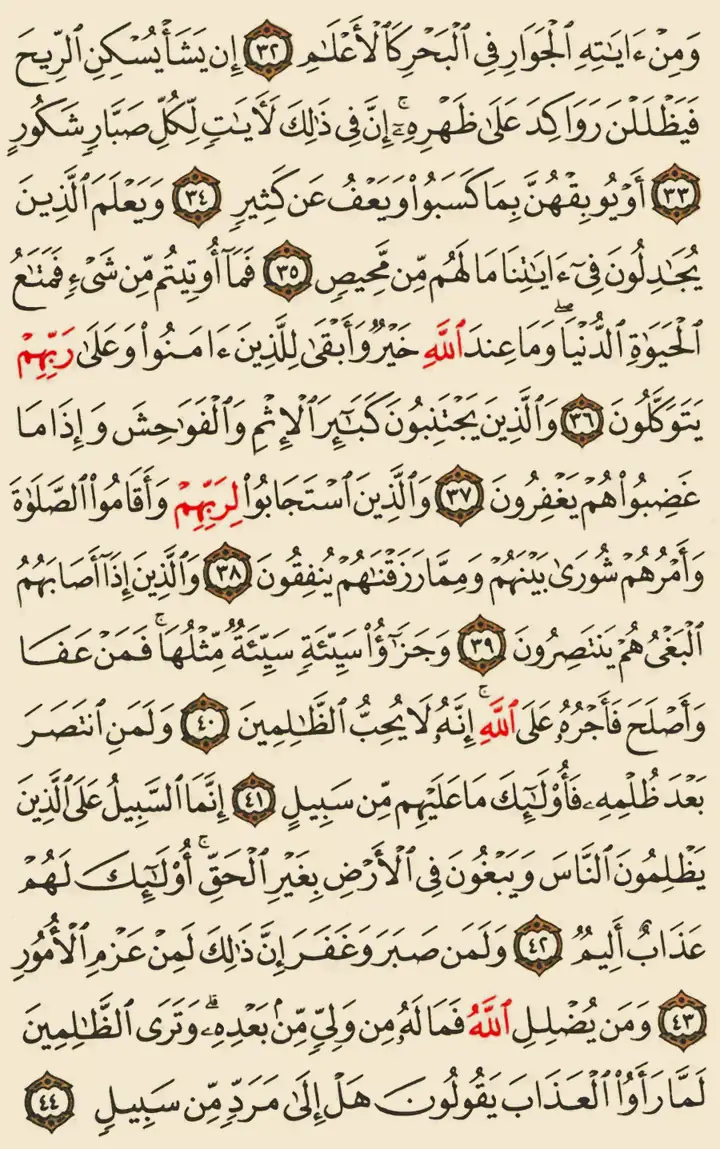 وَمِنْ ءَايَٰتِهِ ٱلْجَوَارِ فِى ٱلْبَحْرِ كَٱلْأَعْلَٰمِ ٣٢ إِن يَشَأْ يُسْكِنِ ٱلرِّيحَ
فَيَظْلَلْنَ رَوَاكِدَ عَلَىٰ ظَهْرِهِۦٓ ۚ إِنَّ فِى ذَٰلِكَ لَءَايَٰتٍ لِّكُلِّ صَبَّارٍ شَكُورٍ
٣٣ أَوْ يُوبِقْهُنَّ بِمَا كَسَبُوا۟ وَيَعْفُ عَن كَثِيرٍ ٣٤ وَيَعْلَمَ ٱلَّذِينَ
يُجَٰدِلُونَ فِىٓ ءَايَٰتِنَا مَا لَهُم مِّن مَّحِيصٍ ٣٥ فَمَآ أُوتِيتُم مِّن شَىْءٍ فَمَتَٰعُ
ٱلْحَيَوٰةِ ٱلدُّنْيَا ۖ وَمَا عِندَ ٱللَّهِ خَيْرٌ وَأَبْقَىٰ لِلَّذِينَ ءَامَنُوا۟ وَعَلَىٰ رَبِّهِمْ
يَتَوَكَّلُونَ ٣٦ وَٱلَّذِينَ يَجْتَنِبُونَ كَبَٰٓئِرَ ٱلْإِثْمِ وَٱلْفَوَٰحِشَ وَإِذَا مَا
غَضِبُوا۟ هُمْ يَغْفِرُونَ ٣٧ وَٱلَّذِينَ ٱسْتَجَابُوا۟ لِرَبِّهِمْ وَأَقَامُوا۟ ٱلصَّلَوٰةَ
وَأَمْرُهُمْ شُورَىٰ بَيْنَهُمْ وَمِمَّا رَزَقْنَٰهُمْ يُنفِقُونَ ٣٨ وَٱلَّذِينَ إِذَآ أَصَابَهُمُ
ٱلْبَغْىُ هُمْ يَنتَصِرُونَ ٣٩ وَجَزَٰٓؤُا۟ سَيِّئَةٍ سَيِّئَةٌ مِّثْلُهَا ۖ فَمَنْ عَفَا
وَأَصْلَحَ فَأَجْرُهُۥ عَلَى ٱللَّهِ ۚ إِنَّهُۥ لَا يُحِبُّ ٱلظَّٰلِمِينَ ٤٠ وَلَمَنِ ٱنتَصَرَ
بَعْدَ ظُلْمِهِۦ فَأُو۟لَٰٓئِكَ مَا عَلَيْهِم مِّن سَبِيلٍ ٤١ إِنَّمَا ٱلسَّبِيلُ عَلَى ٱلَّذِينَ
يَظْلِمُونَ ٱلنَّاسَ وَيَبْغُونَ فِى ٱلْأَرْضِ بِغَيْرِ ٱلْحَقِّ ۚ أُو۟لَٰٓئِكَ لَهُمْ
عَذَابٌ أَلِيمٌ ٤٢ وَلَمَن صَبَرَ وَغَفَرَ إِنَّ ذَٰلِكَ لَمِنْ عَزْمِ ٱلْأُمُورِ
٤٣ وَمَن يُضْلِلِ ٱللَّهُ فَمَا لَهُۥ مِن وَلِىٍّ مِّنۢ بَعْدِهِۦ ۗ وَتَرَى ٱلظَّٰلِمِينَ
لَمَّا رَأَوُا۟ ٱلْعَذَابَ يَقُولُونَ هَلْ إِلَىٰ مَرَدٍّ مِّن سَبِيلٍ ٤٤